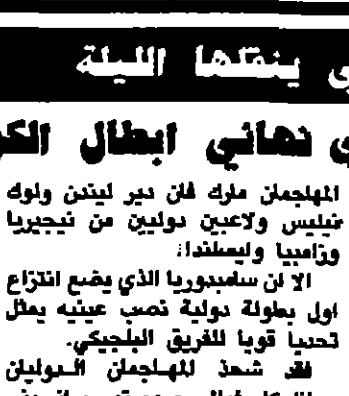 ينقلها الليلة
نهائي ابطال
المهاجمان مارك فان دير ليندن ولوك
نيليس ولاعبين دوليين من نيجيريا
وزامبيا وايسلندا.
الا ان سامبدوريا الذي يضع انتزاع
اول بطولة دولية نصب عينيه يمثل
تحديا قويا للفريق البلجيكي.
فقد شحذ المهاجمان الدوليان